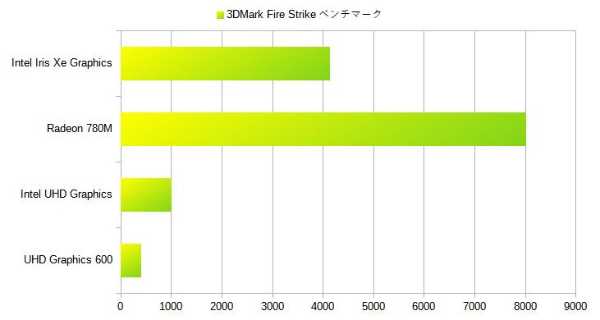 3DMark Fire Strike ベンチマーク
Intel Iris Xe Graphics
Radeon 780M
Intel UHD Graphics
UHD Graphics 600
0 1000 2000 3000 4000 5000 6000 7000 8000 9000